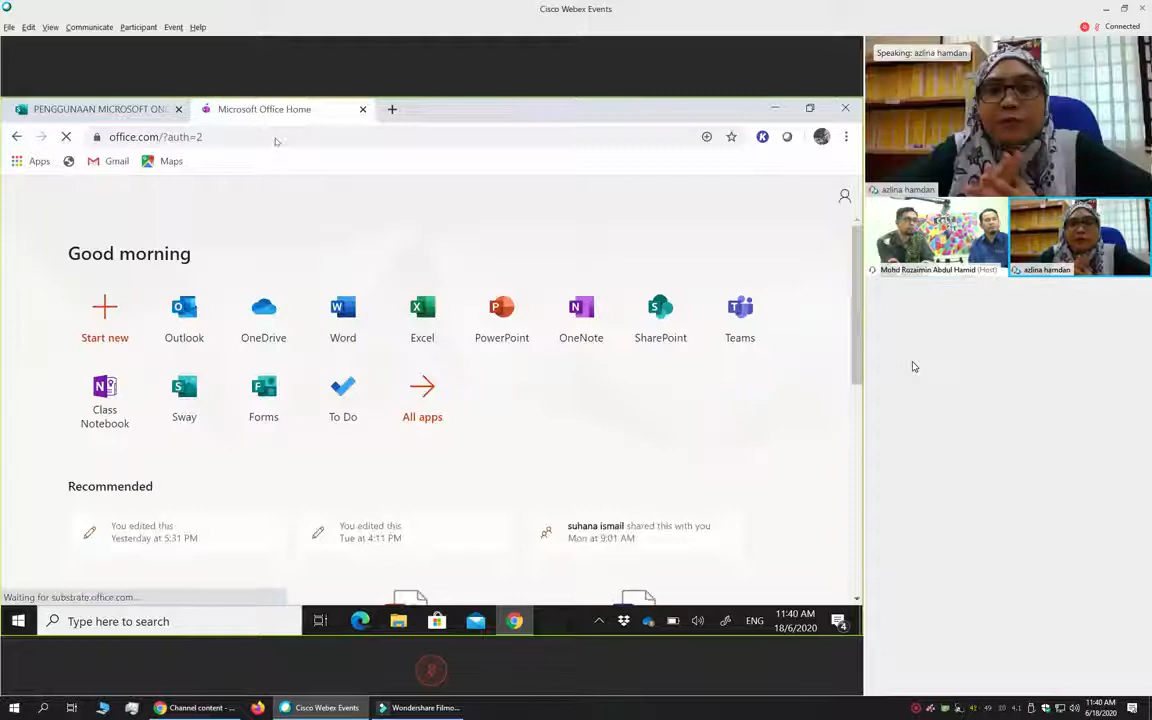 Cisco Webex Events
File Edit View Communicate Participant Event Help
Connected
PENGGUNAAN MICROSOFT ON
Microsoft Office Home
office.com/?auth=2
Apps
Gmail
Maps
Good morning
Start new
Outlook
OneDrive
Word
Excel
PowerPoint
OneNote
SharePoint
Teams
Class
Notebook
Sway
Forms
To Do
All apps
Recommended
You edited this
Yesterday at 5:31 PM
You edited this
Tue at 4:11 PM
suhana ismail shared this with you
Mon at 9:01 AM
Waiting for substrate.office.com...
Type here to search
ENG
11:40 AM
18/6/2020
4
Speaking: azlina hamdan
azlina hamdan
Mohd Rozaimin Abdul Hamid (Host)
azlina hamdan
Channel content - ...
Cisco Webex Events
Wondershare Filmo...
11:40 AM
6/18/2020